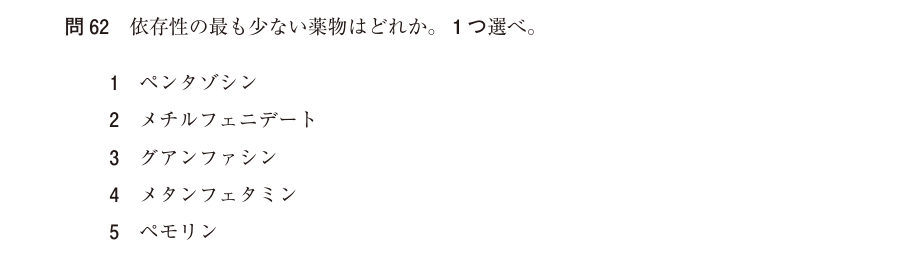 問62 依存性の最も少ない薬物はどれか。1つ選べ。
1 ペンタゾシン
2 メチルフェニデート
3 グアンファシン
4 メタンフェタミン
5 ペモリン